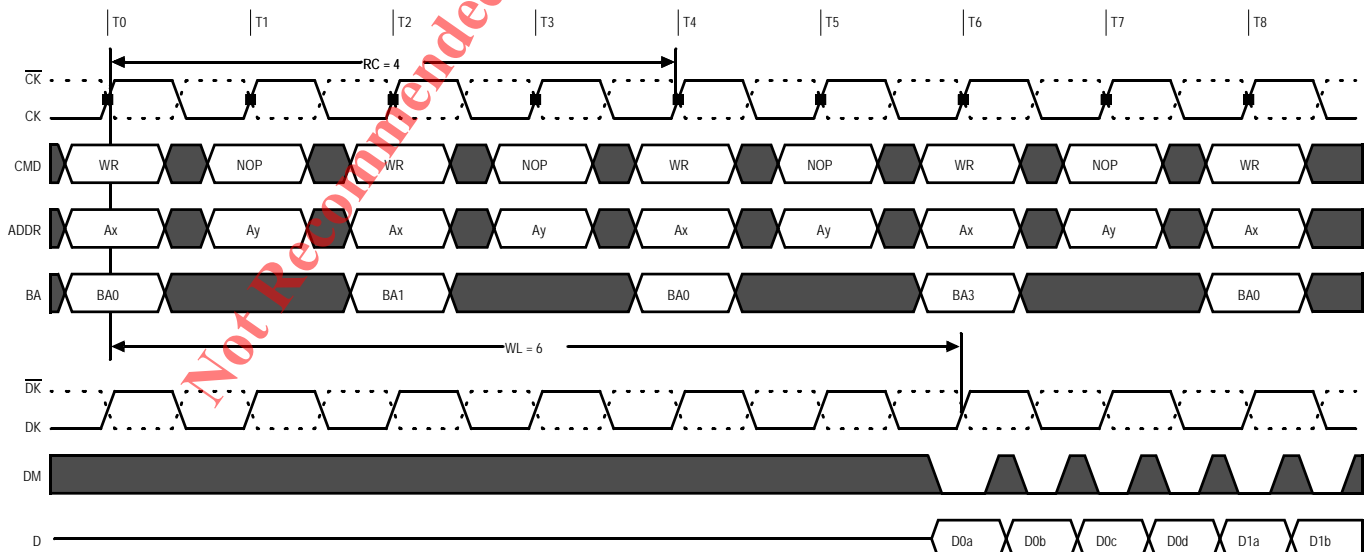 T0 T1 T2 T3 T4 T5 T6 T7 T8
RC = 4
CK
CK
CMD WR NOP WR NOP WR NOP WR NOP WR
ADDR Ax Ay Ax Ay Ax Ay Ax Ay Ax
BA BA0 BA1 BA0 BA3 BA0
WL = 6
DK
DK
DM
D D0a D0b D0c D0d D1a D1b
Not Recommended